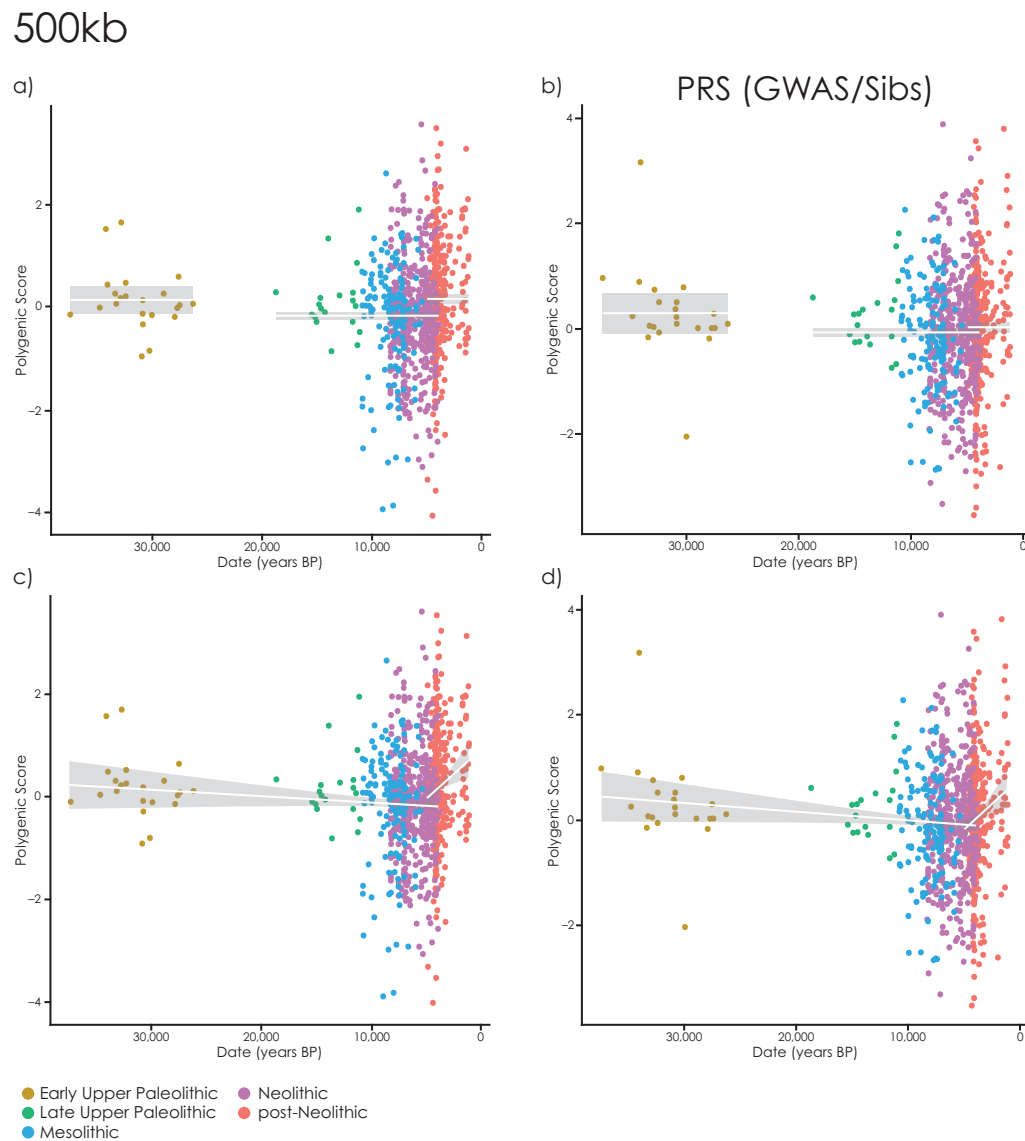 500kb
a)
b)
PRS (GWAS/Sibs)
Polygenic Score
2
0
−2
−4
30,000
20,000
10,000
0
Date (years BP)
Polygenic Score
4
2
0
−2
30,000
20,000
10,000
0
Date (years BP)
c)
d)
Polygenic Score
2
0
−2
−4
30,000
20,000
10,000
0
Date (years BP)
Polygenic Score
4
2
0
−2
30,000
20,000
10,000
0
Date (years BP)
Early Upper Paleolithic
Neolithic
Late Upper Paleolithic
post-Neolithic
Mesolithic